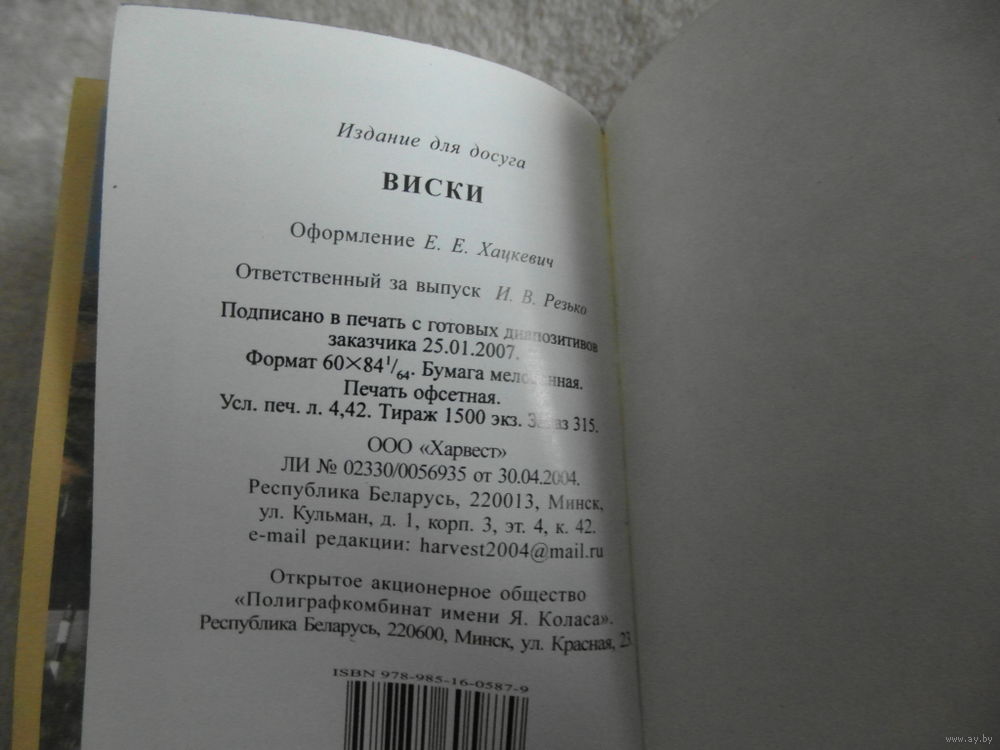 Издание для досуга
ВИСКИ
Оформление Е. Е. Хацкевич
Ответственный за выпуск И. В. Резько
Подписано в печать с готовых диапозитивов
заказчика 25.01.2007.
Формат 60×84 1/64. Бумага мелованная.
Печать офсетная.
Усл. печ. л. 4,42. Тираж 1500 экз. Заказ 315.
ООО «Харвест»
ЛИ № 02330/0056935 от 30.04.2004.
Республика Беларусь, 220013, Минск,
ул. Кульман, д. 1, корп. 3, эт. 4, к. 42.
e-mail редакции: harvest2004@mail.ru
Открытое акционерное общество
«Полиграфкомбинат имени Я. Коласа».
Республика Беларусь, 220600, Минск, ул. Красная, 23
ISBN 978-985-16-0587-9
www.ay.by